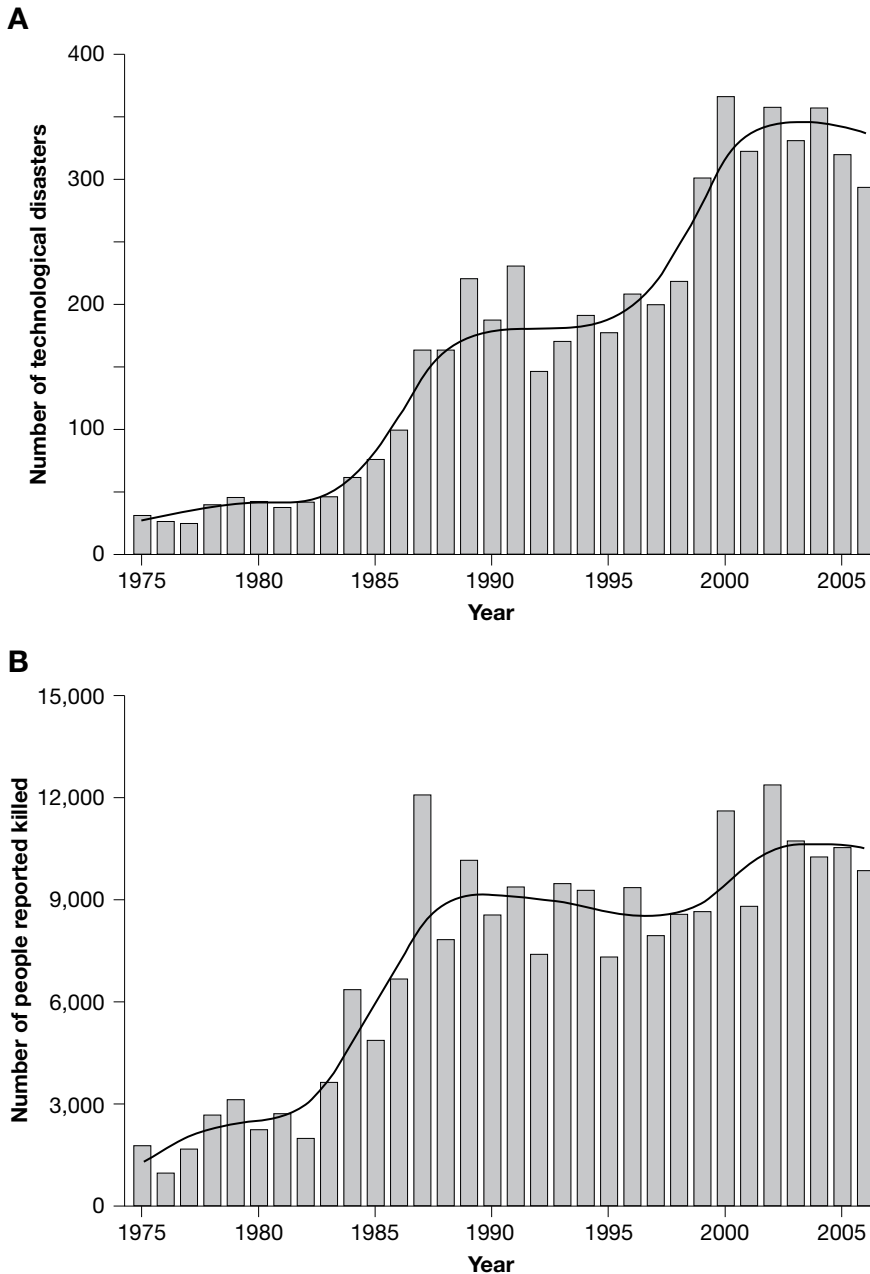 A
400
300
200
100
0
Number of technological disasters
1975 1980 1985 1990 1995 2000 2005
Year
B
15,000
12,000
9,000
6,000
3,000
0
Number of people reported killed
1975 1980 1985 1990 1995 2000 2005
Year